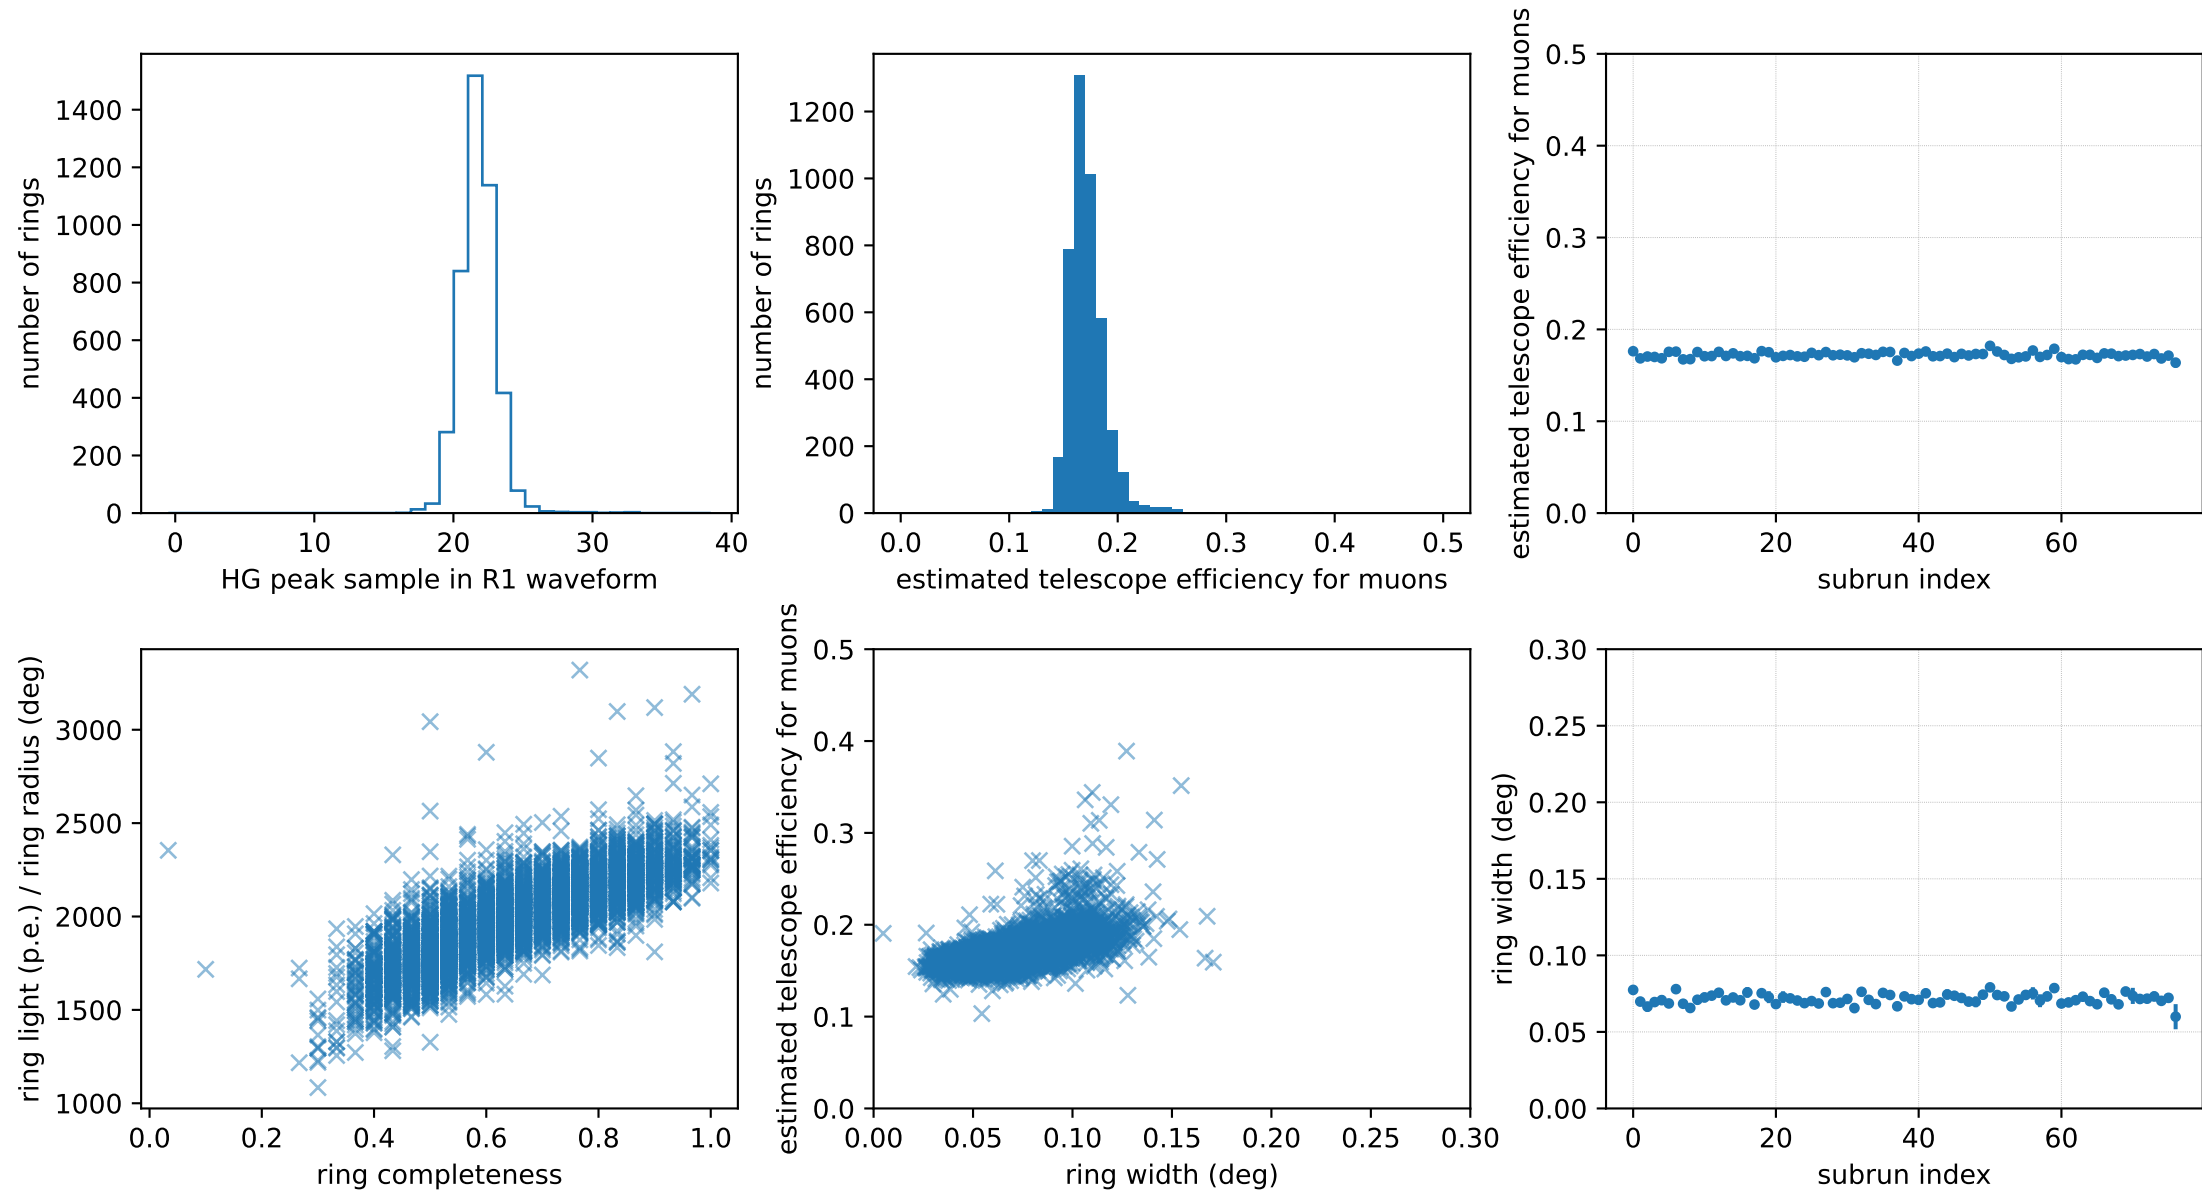 number of rings
1400
1200
1000
800
600
400
200
0
0 10 20 30 40
HG peak sample in R1 waveform
number of rings
1200
1000
800
600
400
200
0
0.0 0.1 0.2 0.3 0.4 0.5
estimated telescope efficiency for muons
estimated telescope efficiency for muons
0.5
0.4
0.3
0.2
0.1
0.0
0 20 40 60
subrun index
ring light (p.e.) / ring radius (deg)
3000
2500
2000
1500
1000
0.0 0.2 0.4 0.6 0.8 1.0
ring completeness
estimated telescope efficiency for muons
0.5
0.4
0.3
0.2
0.1
0.0
0.00 0.05 0.10 0.15 0.20 0.25 0.30
ring width (deg)
ring width (deg)
0.30
0.25
0.20
0.15
0.10
0.05
0.00
0 20 40 60
subrun index